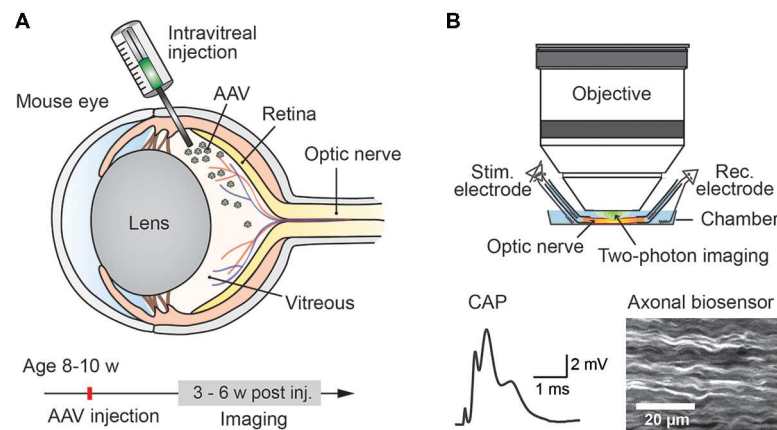 A
Intravitreal
injection
Mouse eye
AAV
Retina
Optic nerve
Lens
Vitreous
Age 8-10 w
3 - 6 w post inj.
AAV injection
Imaging
B
Objective
Stim.
electrode
Rec.
electrode
Chamber
Optic nerve
Two-photon imaging
CAP
2 mV
1 ms
Axonal biosensor
20 µm